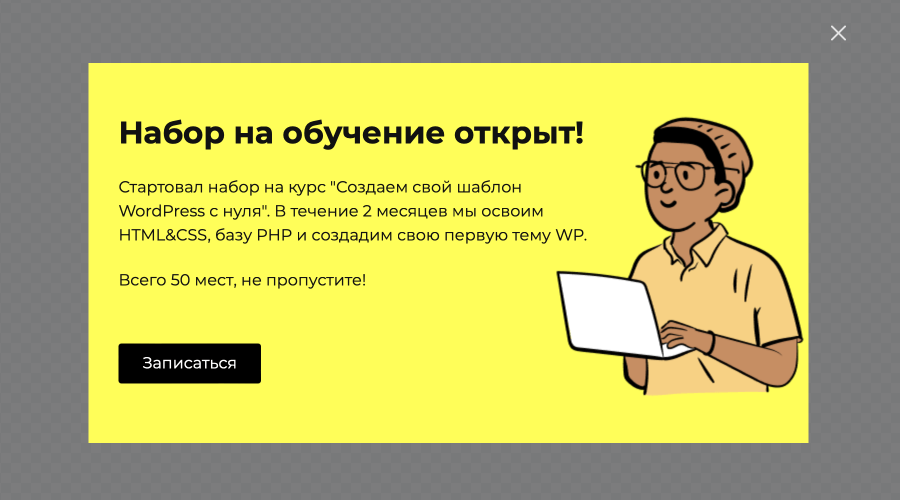 Набор на обучение открыт!
Стартовал набор на курс "Создаем свой шаблон
WordPress с нуля". В течение 2 месяцев мы освоим
HTML&CSS, базу PHP и создадим свою первую тему WP.
Всего 50 мест, не пропустите!
Записаться